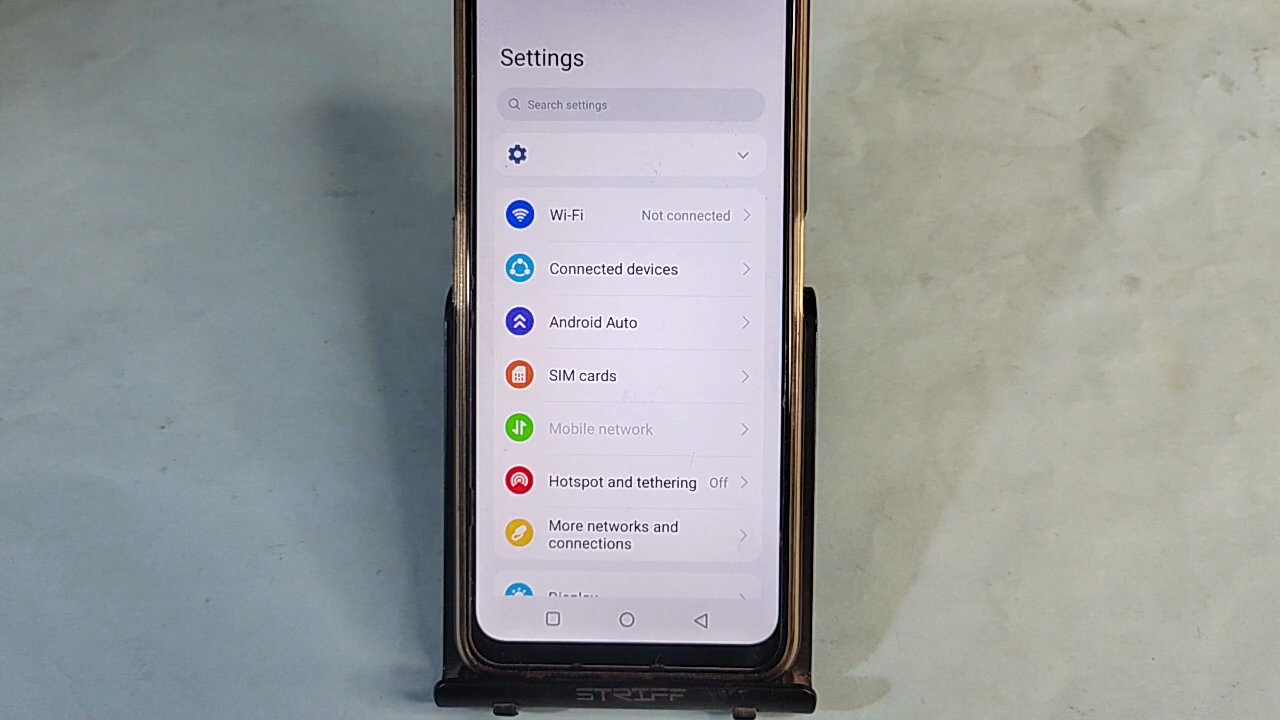 Settings
Search settings
Wi-Fi Not connected
Connected devices
Android Auto
SIM cards
Mobile network
Hotspot and tethering Off
More networks and
connections
Display
STRIFF